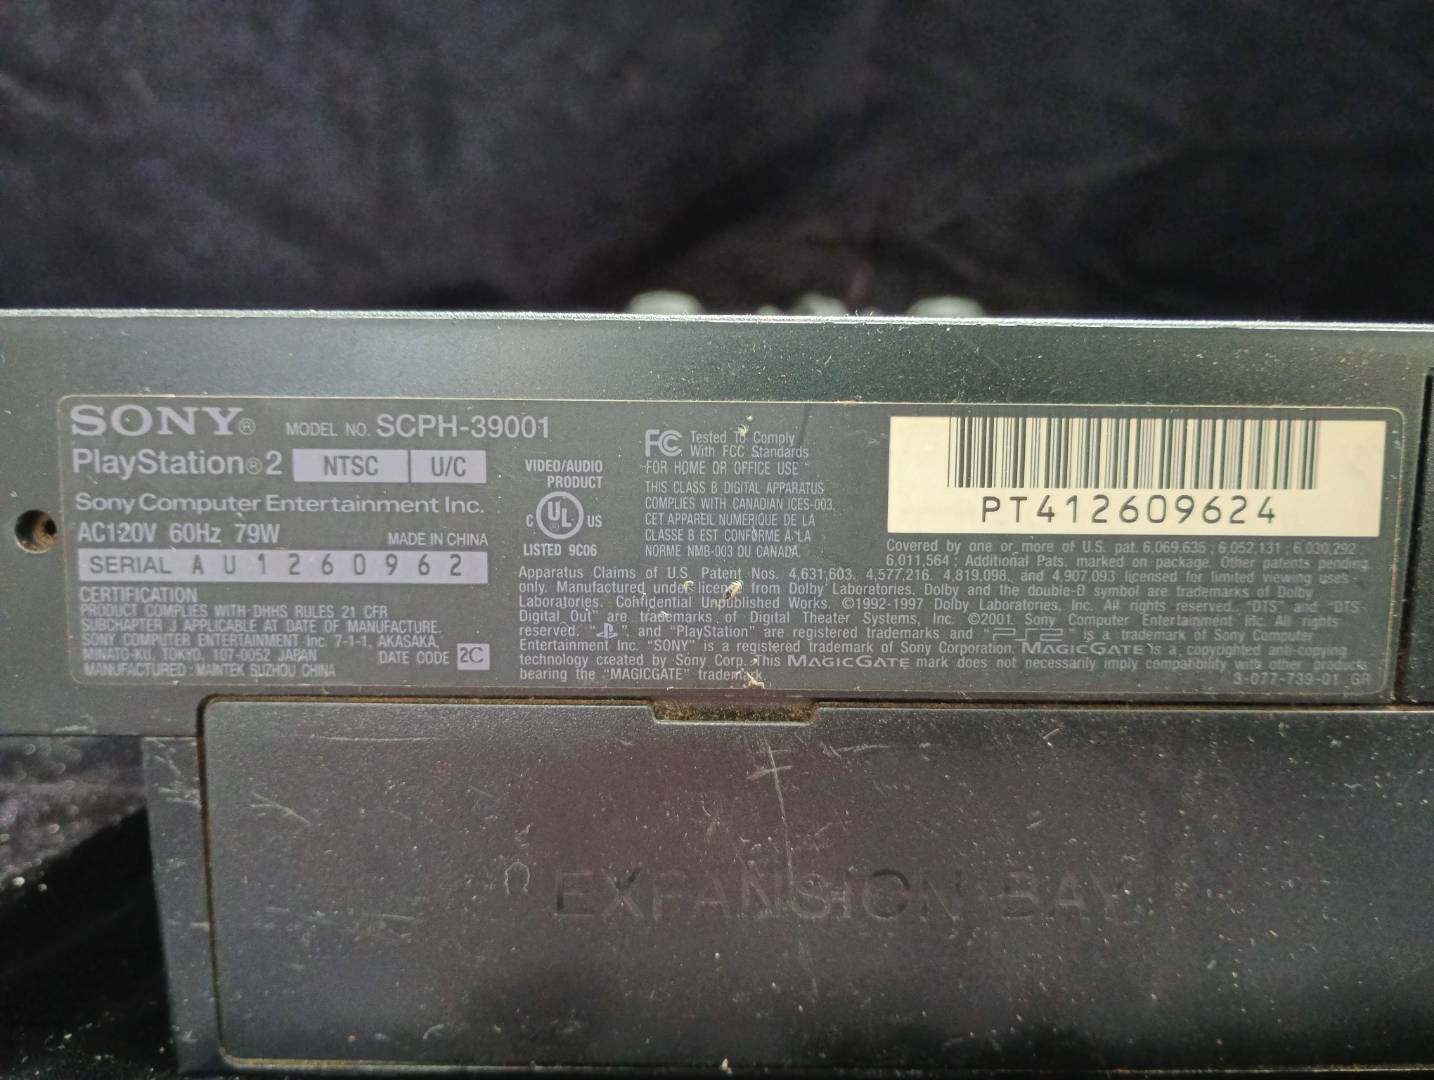 SONY® MODEL NO. SCPH-39001
PlayStation®2 NTSC U/C
Sony Computer Entertainment Inc.
AC120V 60Hz 79W MADE IN CHINA
SERIAL AU1260962
CERTIFICATION
PRODUCT COMPLIES WITH DHHS RULES 21 CFR
SUBCHAPTER J APPLICABLE AT DATE OF MANUFACTURE.
SONY COMPUTER ENTERTAINMENT Inc. 7-1-1, AKASAKA,
MINATO-KU, TOKYO, 107-0052 JAPAN DATE CODE 2C
MANUFACTURED : MAINTEK SUZHOU CHINA
VIDEO/AUDIO
PRODUCT
C UL US
LISTED 9C06
FC Tested To Comply
With FCC Standards
FOR HOME OR OFFICE USE
THIS CLASS B DIGITAL APPARATUS
COMPLIES WITH CANADIAN ICES-003.
CET APPAREIL NUMERIQUE DE LA
CLASSE B EST CONFORME A LA
NORME NMB-003 DU CANADA.
PT412609624
Covered by one or more of U.S. pat. 6,069,635 ; 6,052,131 ; 6,030,292 ;
6,011,564 ; Additional Pats. marked on package. Other patents pending.
Apparatus Claims of U.S. Patent Nos. 4,631,603, 4,577,216, 4,819,098, and 4,907,093 licensed for limited viewing uses
only. Manufactured under license from Dolby Laboratories. Dolby and the double-D symbol are trademarks of Dolby
Laboratories. Confidential Unpublished Works. ©1992-1997 Dolby Laboratories, Inc. All rights reserved. "DTS" and "DTS
Digital Out" are trademarks of Digital Theater Systems, Inc. ©2001 Sony Computer Entertainment Inc. All rights
reserved. " ", and "PlayStation" are registered trademarks and "PS2" is a trademark of Sony Computer
Entertainment Inc. "SONY" is a registered trademark of Sony Corporation. MAGICGATE is a copyrighted anti-copying
technology created by Sony Corp. This MAGICGATE mark does not necessarily imply compatibility with other products
bearing the "MAGICGATE" trademark. 3-077-739-01 GR
EXPANSION BAY